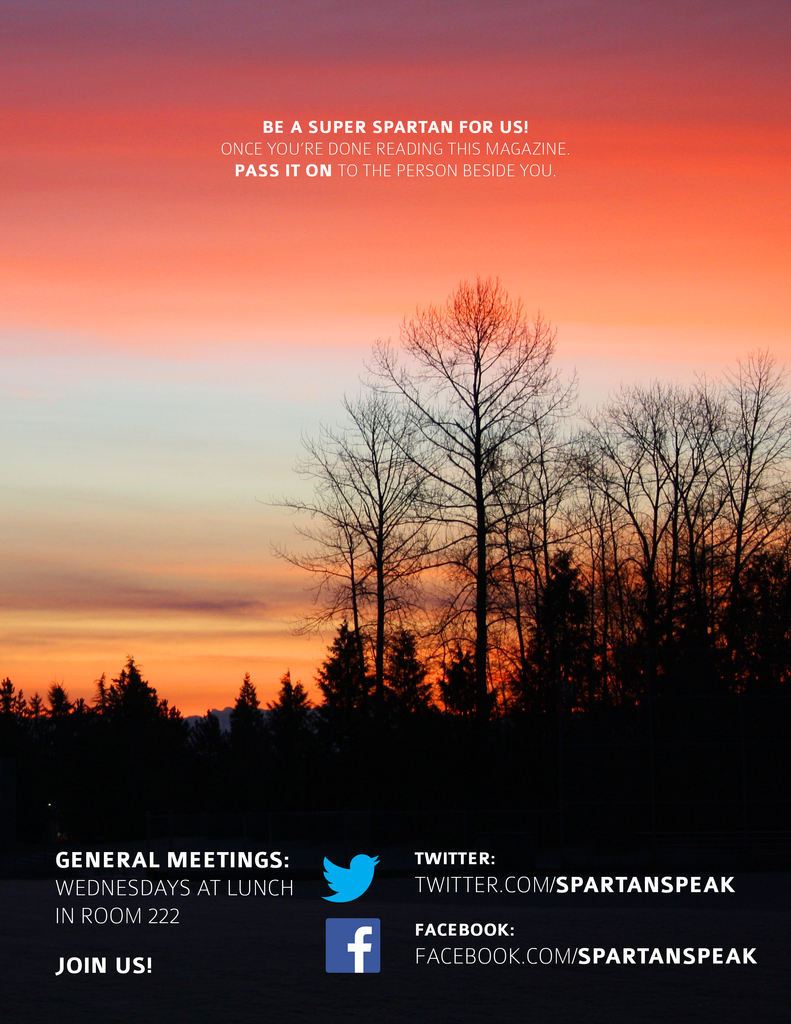 BE A SUPER SPARTAN FOR US!
ONCE YOU'RE DONE READING THIS MAGAZINE.
PASS IT ON TO THE PERSON BESIDE YOU.
GENERAL MEETINGS:
WEDNESDAYS AT LUNCH
IN ROOM 222
JOIN US!
TWITTER:
TWITTER.COM/SPARTANSPEAK
FACEBOOK:
FACEBOOK.COM/SPARTANSPEAK